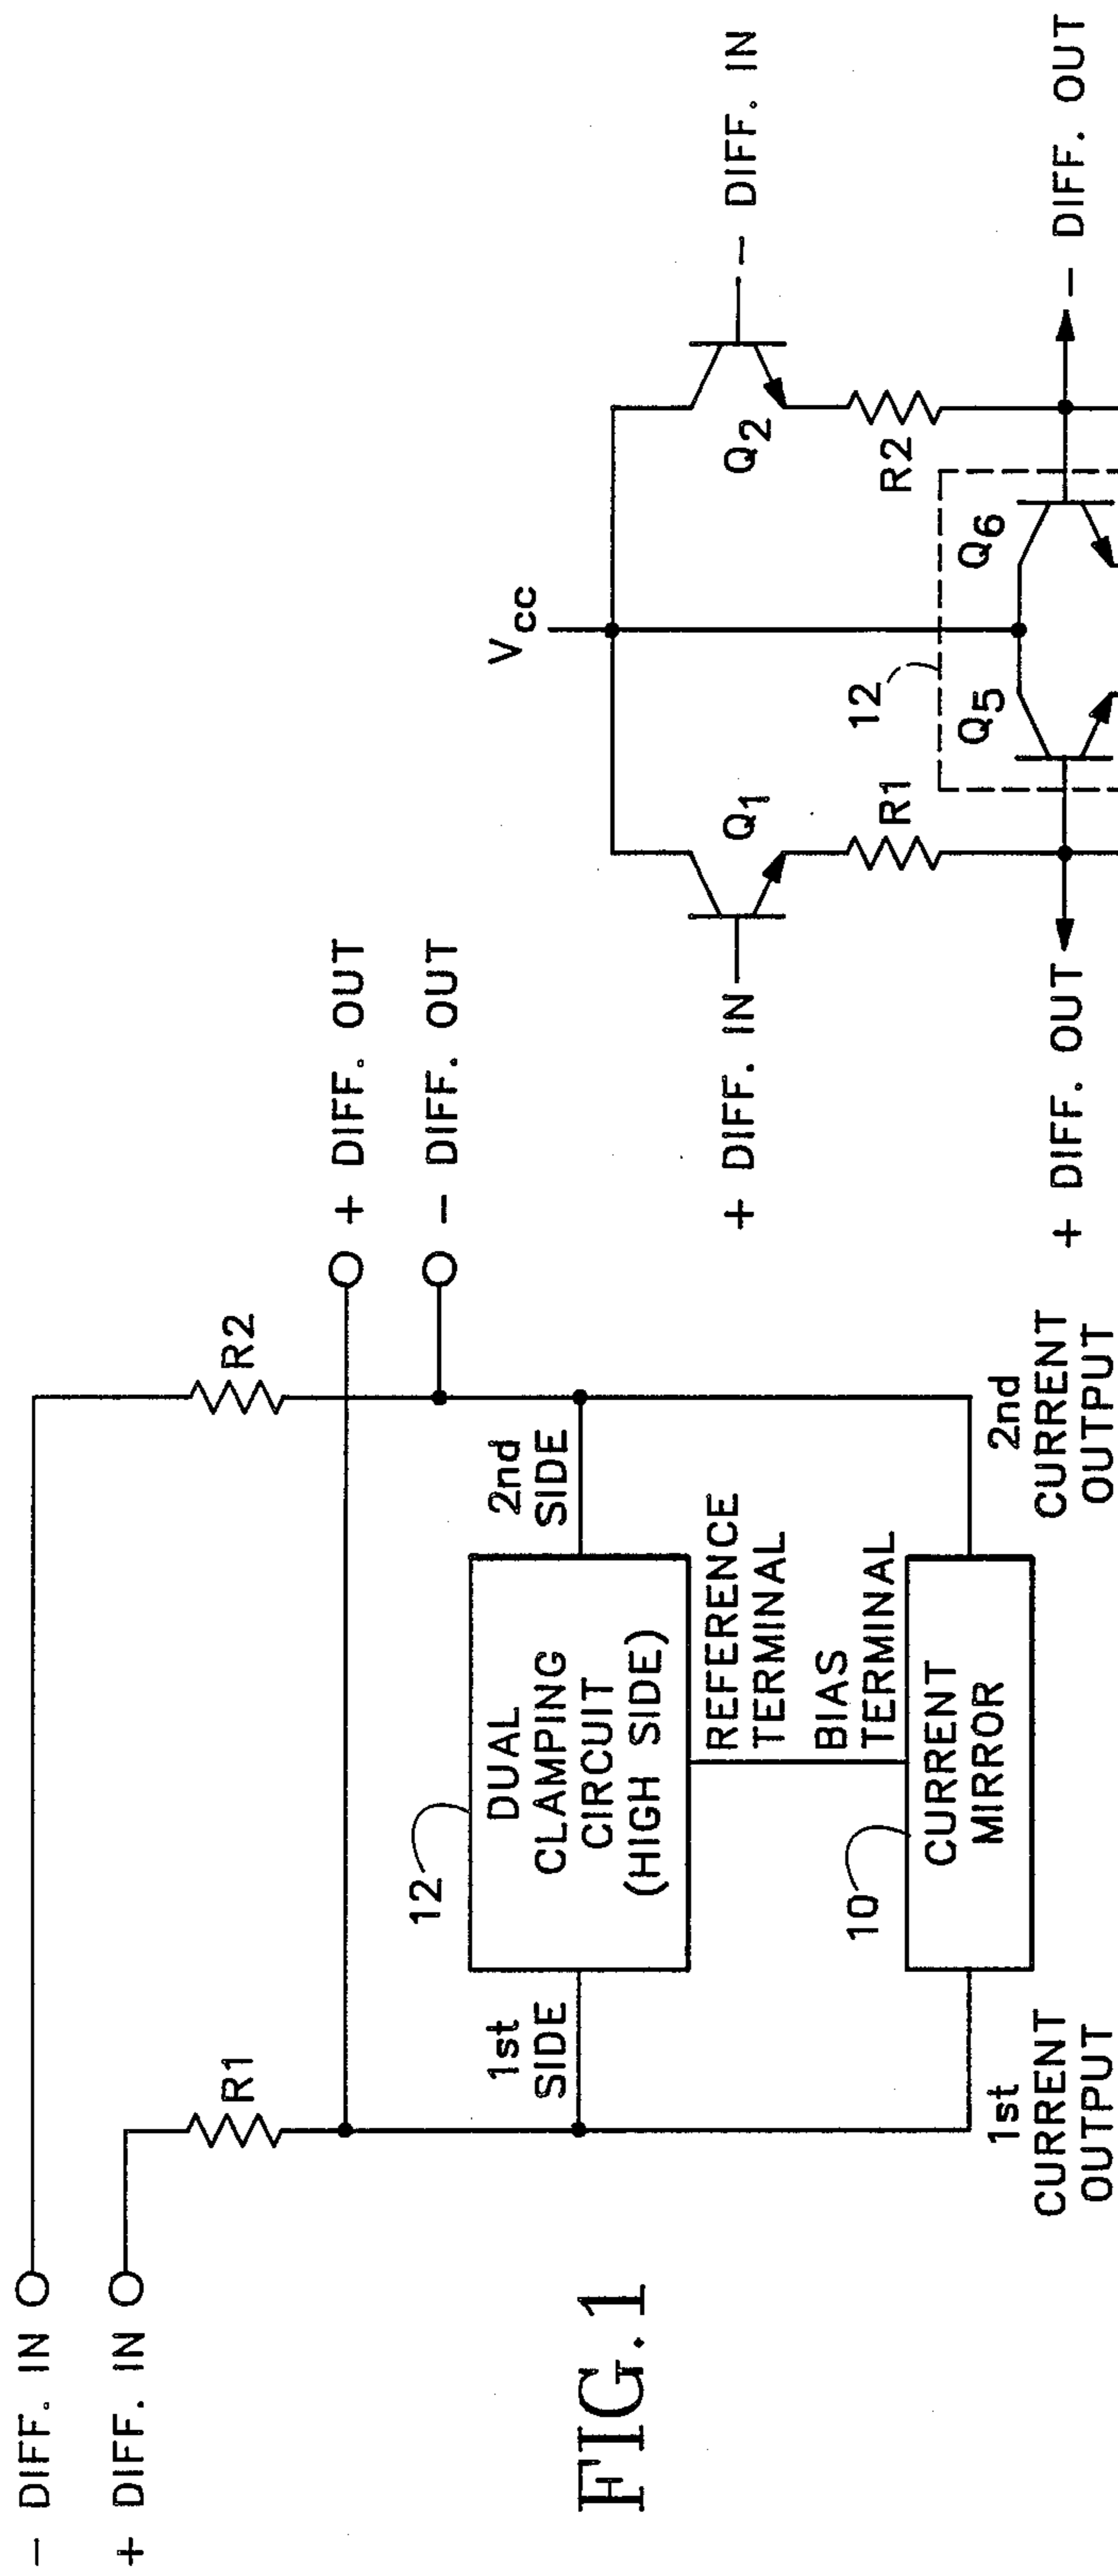 − DIFF. IN
+ DIFF. IN
R1
R2
+ DIFF. OUT
− DIFF. OUT
1st
SIDE
12
DUAL
CLAMPING
CIRCUIT
(HIGH SIDE)
2nd
SIDE
REFERENCE
TERMINAL
BIAS
TERMINAL
10
CURRENT
MIRROR
1st
CURRENT
OUTPUT
2nd
CURRENT
OUTPUT
FIG.1
Vcc
+ DIFF. IN
Q1
Q2
− DIFF. IN
R1
R2
12
Q5
Q6
+ DIFF. OUT
− DIFF. OUT